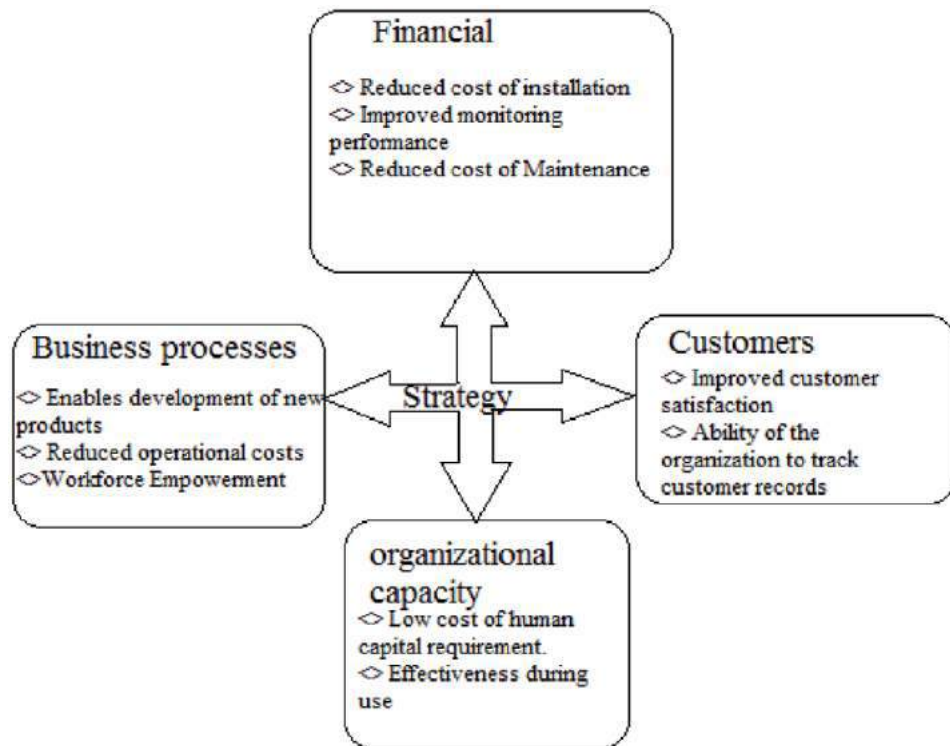 Financial
◇ Reduced cost of installation
◇ Improved monitoring
performance
◇ Reduced cost of Maintenance
Business processes
◇ Enables development of new
products
◇ Reduced operational costs
◇Workforce Empowerment
Strategy
Customers
◇ Improved customer
satisfaction
◇ Ability of the
organization to track
customer records
organizational
capacity
◇ Low cost of human
capital requirement.
◇ Effectiveness during
use